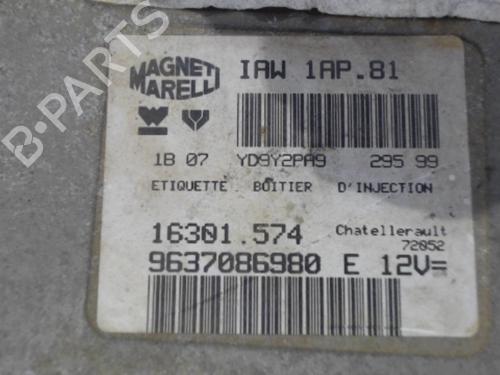 B-PARTS
MAGNETI MARELLI
IAW 1AP.81
1B 07 YD9Y2PA9 295 99
ETIQUETTE BOITIER D'INJECTION
16301.574 Chatellerault
72052
9637086980 E 12V=